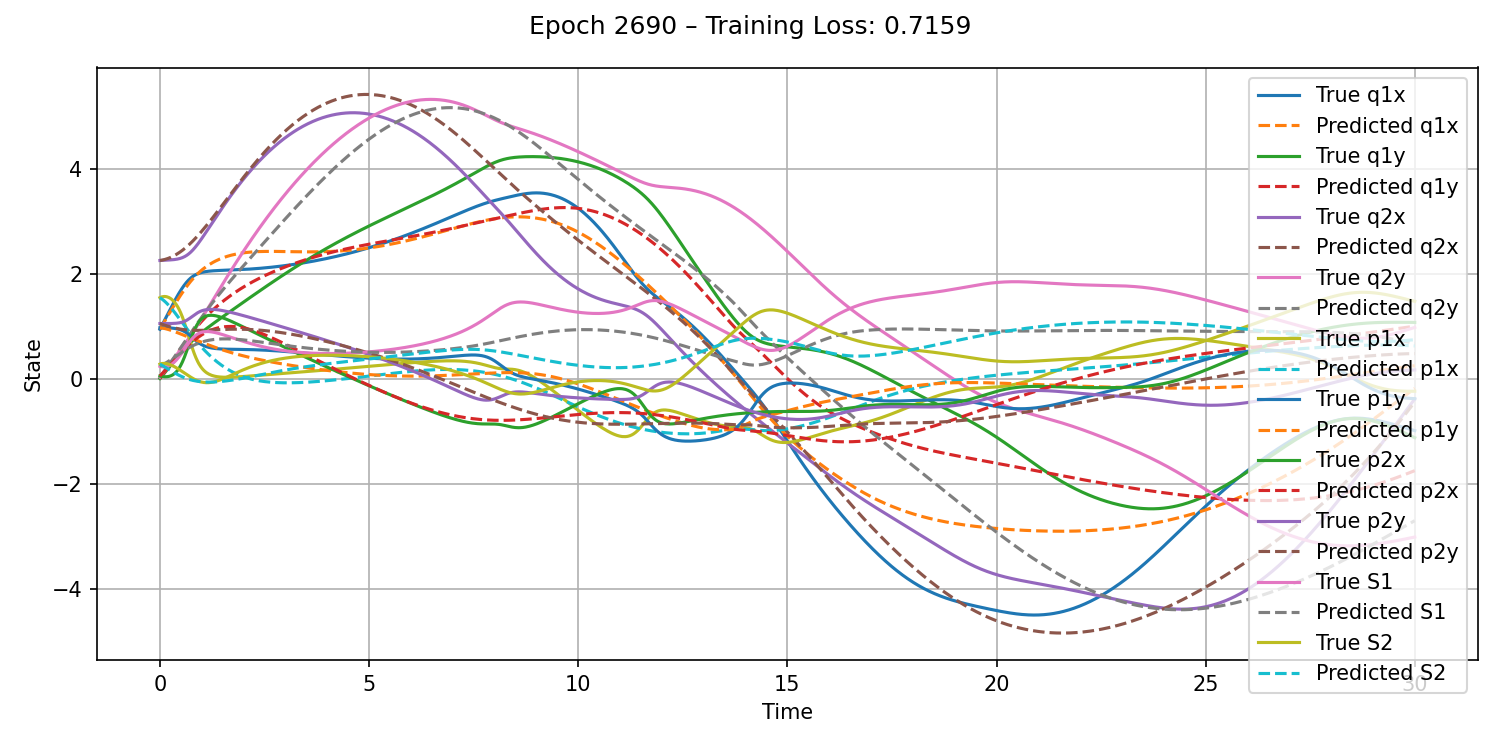 Epoch 2690 – Training Loss: 0.7159
State
4
2
0
−2
−4
0
5
10
15
20
25
30
Time
True q1x
Predicted q1x
True q1y
Predicted q1y
True q2x
Predicted q2x
True q2y
Predicted q2y
True p1x
Predicted p1x
True p1y
Predicted p1y
True p2x
Predicted p2x
True p2y
Predicted p2y
True S1
Predicted S1
True S2
Predicted S2